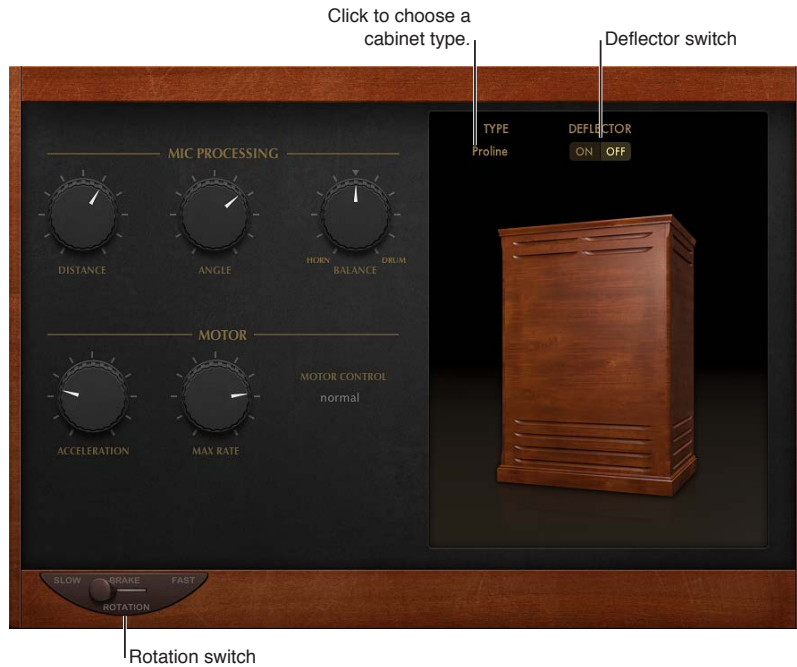 Click to choose a
cabinet type.
Deflector switch
TYPE
DEFLECTOR
Proline
ON OFF
MIC PROCESSING
DISTANCE
ANGLE
HORN
DRUM
BALANCE
MOTOR
MOTOR CONTROL
normal
ACCELERATION
MAX RATE
SLOW BRAKE FAST
ROTATION
Rotation switch